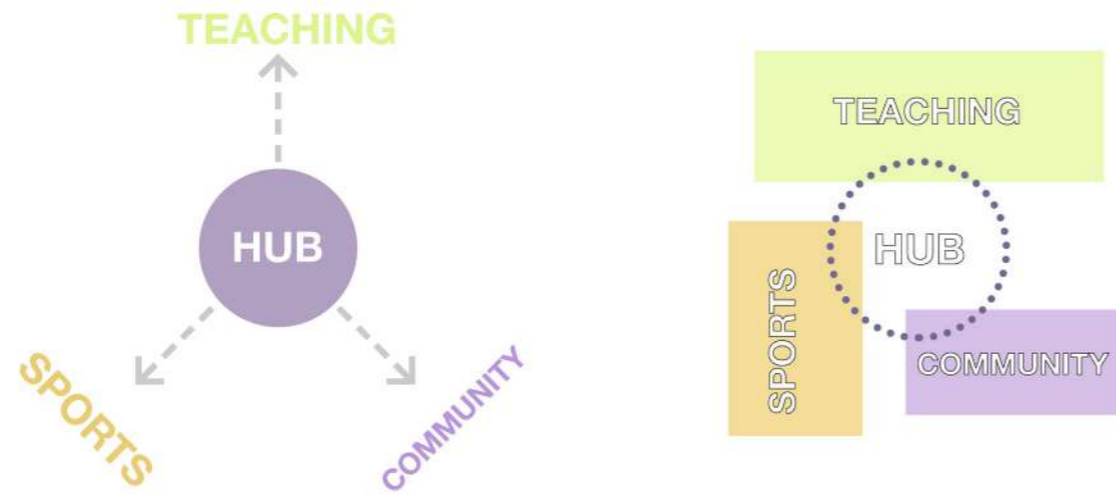 TEACHING
HUB
SPORTS
COMMUNITY
TEACHING
HUB
SPORTS
COMMUNITY